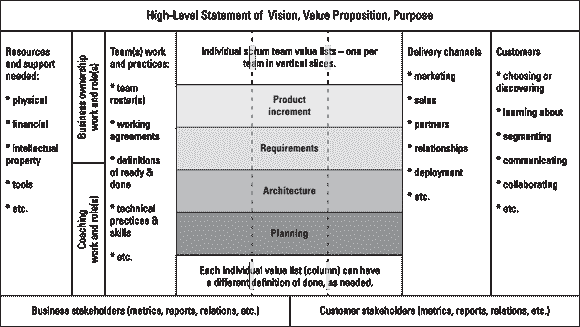 High-Level Statement of Vision, Value Proposition, Purpose
Resources
and support
needed:
* physical
* financial
* intellectual
property
* tools
* etc.
Business ownership
work and role(s)
Coaching
work and role(s)
Team(s) work
and practices:
* team
roster(s)
* working
agreements
* definitions
of ready &
done
* technical
practices &
skills
* etc.
Individual scrum team value lists – one per
team in vertical slices.
Product
increment
Requirements
Architecture
Planning
Each individual value list (column) can have
a different definition of done, as needed.
Delivery channels
* marketing
* sales
* partners
* relationships
* deployment
* etc.
Customers
* choosing or
discovering
* learning about
* segmenting
* communicating
* collaborating
* etc.
Business stakeholders (metrics, reports, relations, etc.)
Customer stakeholders (metrics, reports, relations, etc.)